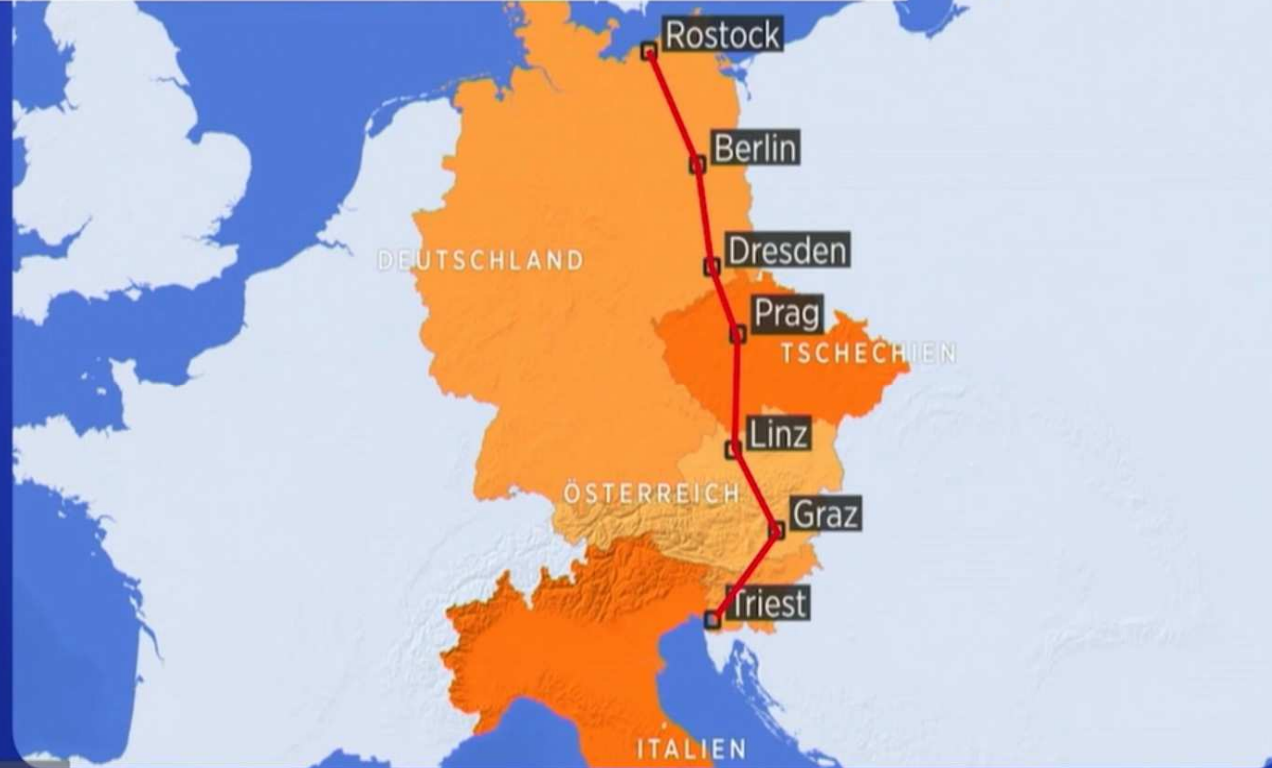 Rostock
Berlin
Dresden
DEUTSCHLAND
Prag
TSCHECHIEN
Linz
ÖSTERREICH
Graz
Triest
ITALIEN